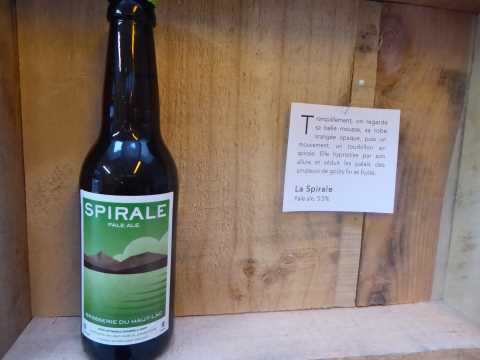 SPIRALE
PALE ALE
BRASSERIE DU HAUT-LAC
Tranquillement, on regarde
sa belle mousse, sa robe
orangée opaque, puis un
mouvement, un tourbillon en
spirale. Elle hypnotise par son
allure et séduit les palais des
amateurs de goûts fin et fruités.
La Spirale
Pale ale, 5.5%